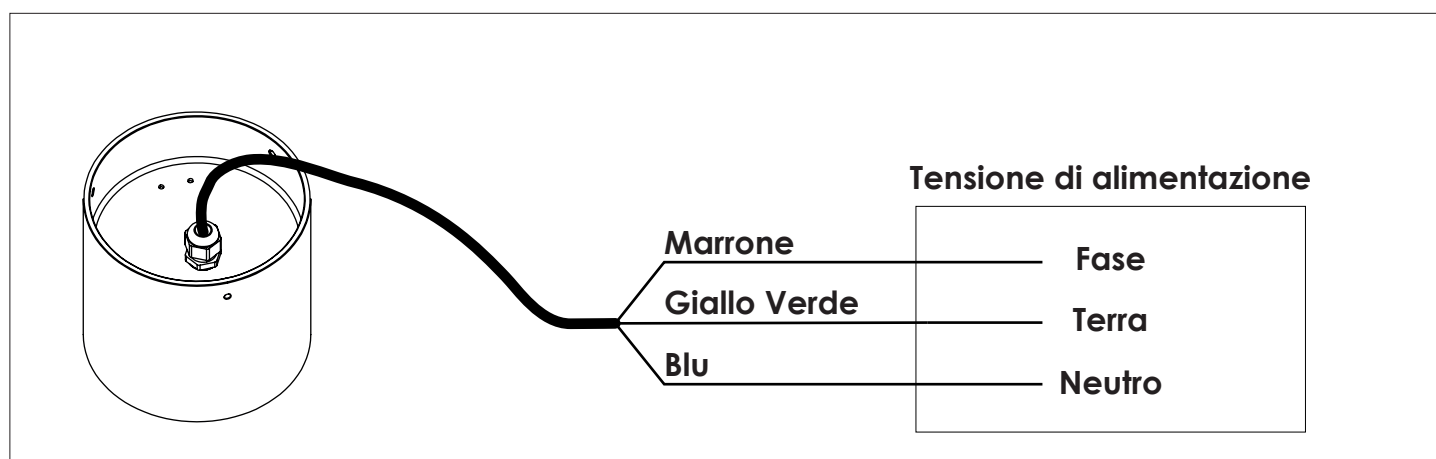 Tensione di alimentazione
Marrone
Fase
Giallo Verde
Terra
Blu
Neutro